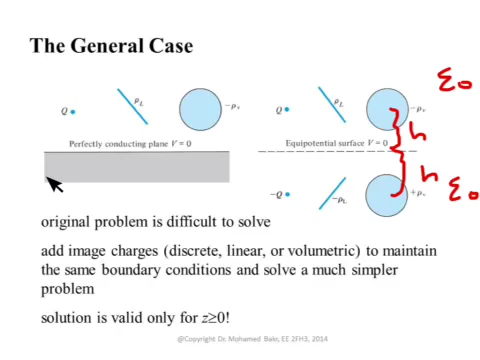 The General Case
Q
ρL
−ρv
Perfectly conducting plane V = 0
Q
ρL
−ρv
ε0
h
Equipotential surface V = 0
h
−Q
−ρL
+ρv
ε0
original problem is difficult to solve
add image charges (discrete, linear, or volumetric) to maintain
the same boundary conditions and solve a much simpler
problem
solution is valid only for z≥0!
@Copyright Dr. Mohamed Bakr, EE 2FH3, 2014